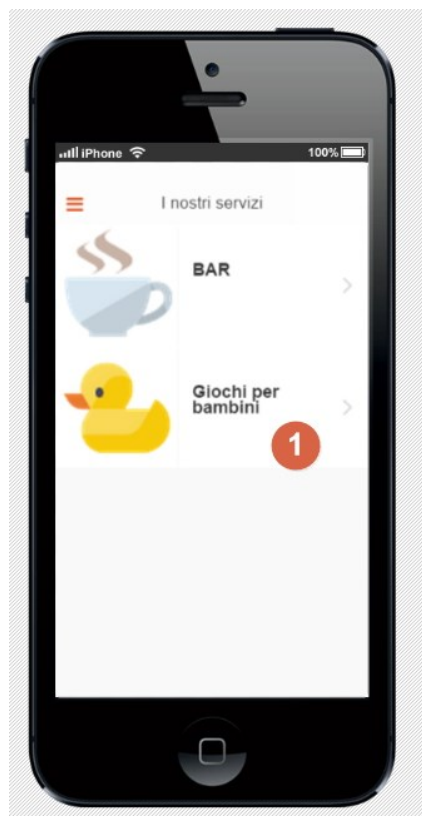 iPhone 100%
I nostri servizi
BAR
Giochi per
bambini
1